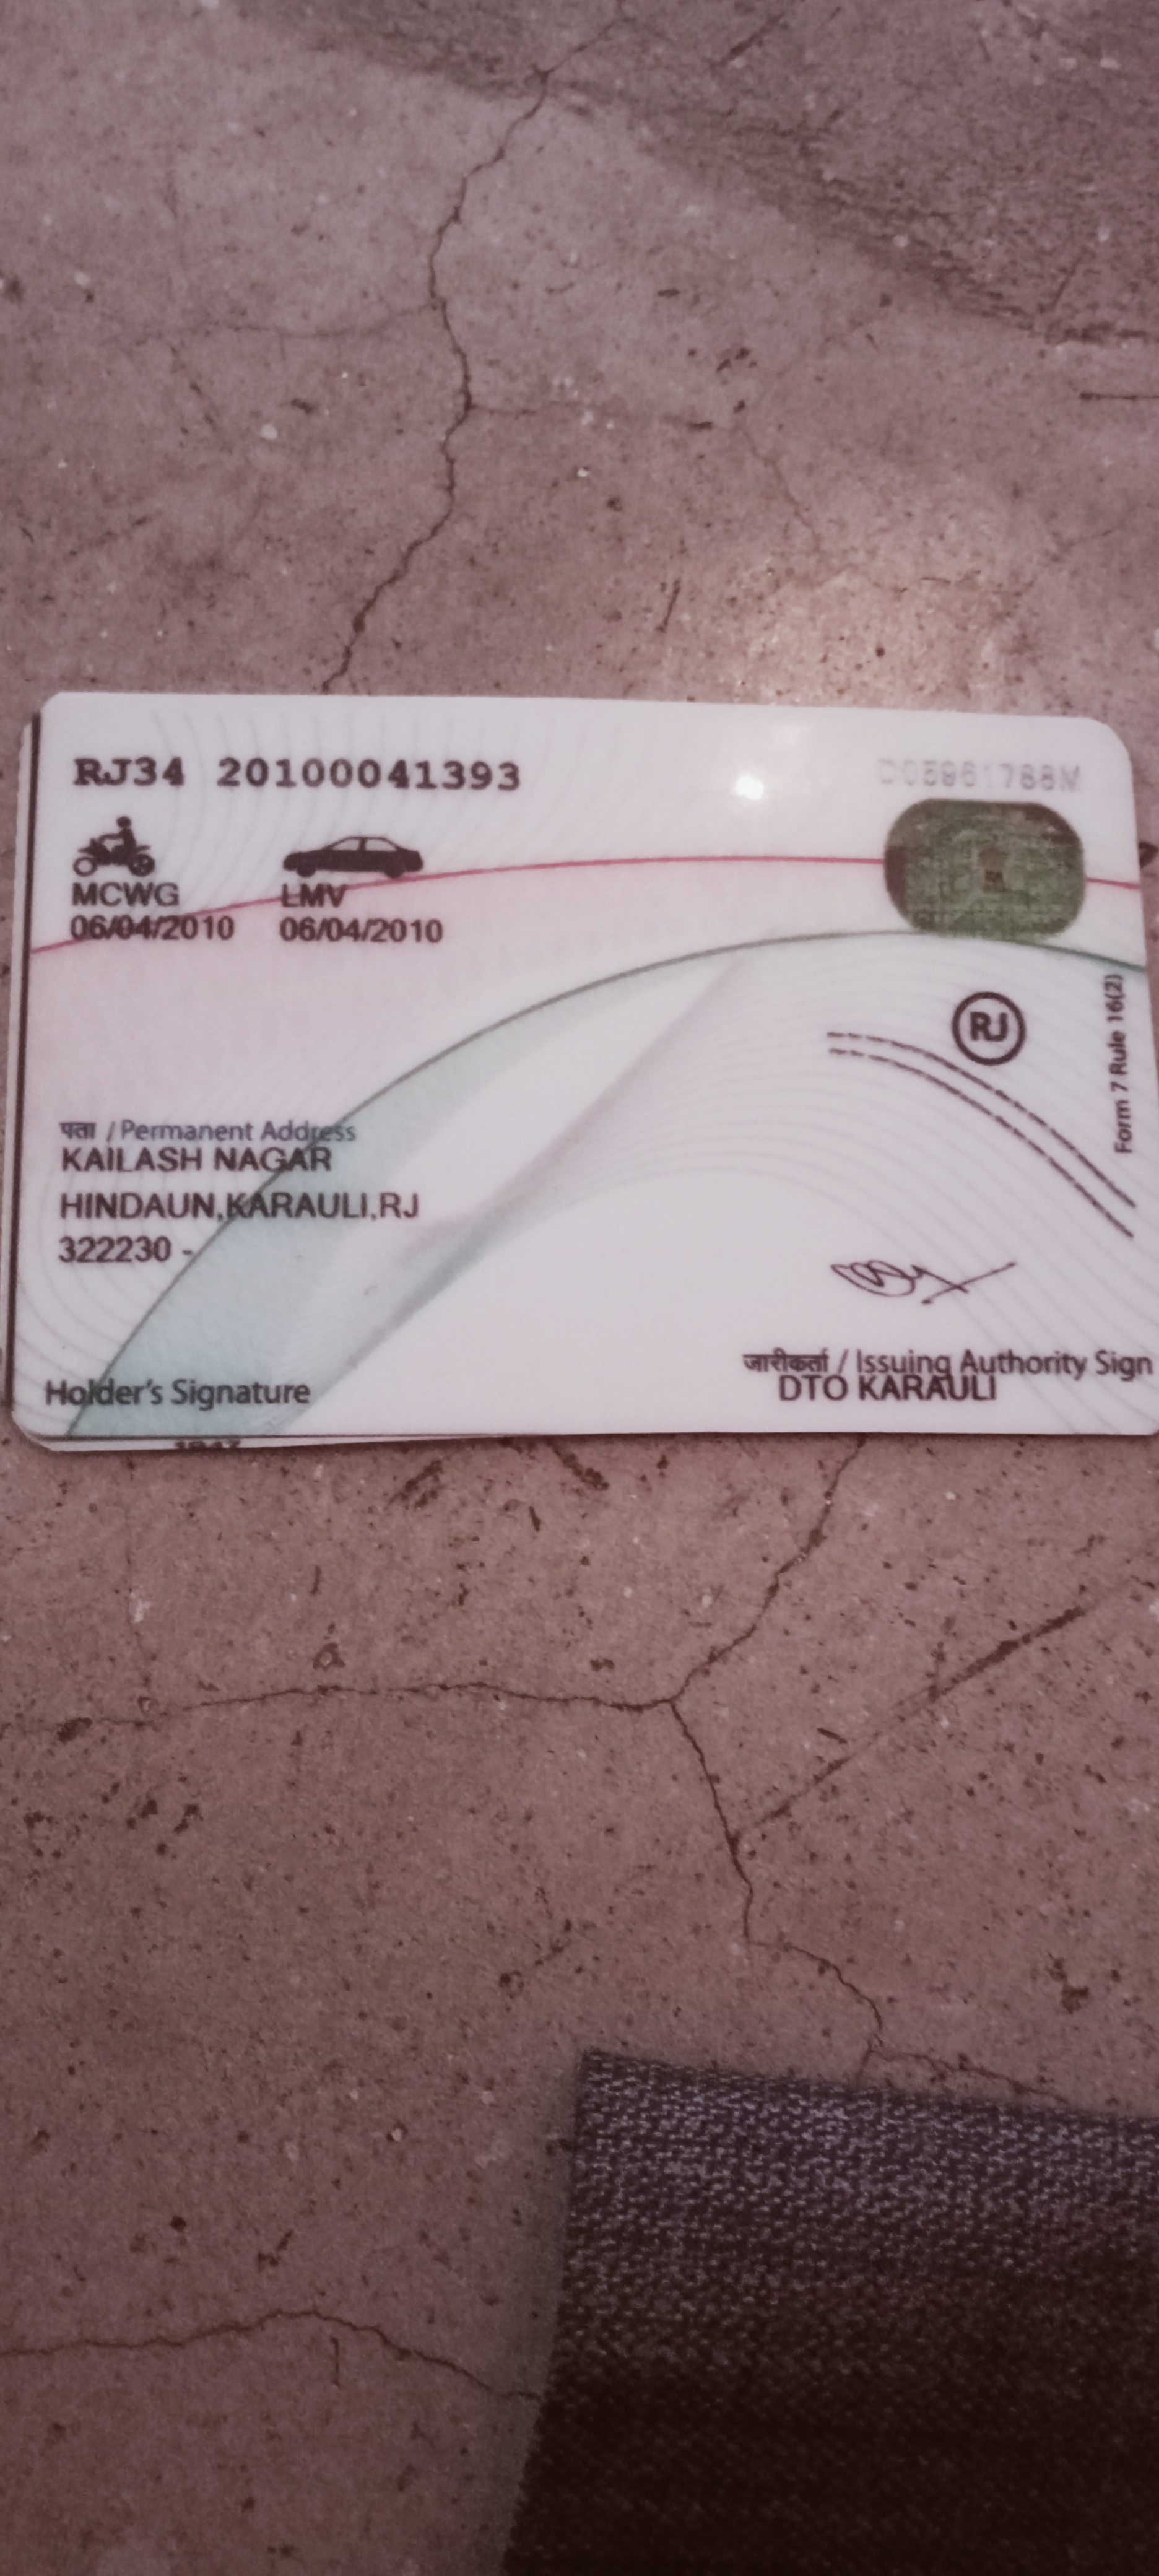 RJ34 20100041393
MCWG LMV
06/04/2010 06/04/2010
RJ
Form 7 Rule 16(2)
पता / Permanent Address
KAILASH NAGAR
HINDAUN,KARAULI,RJ
322230 -
Holder's Signature
जारीकर्ता / Issuing Authority Sign
DTO KARAULI